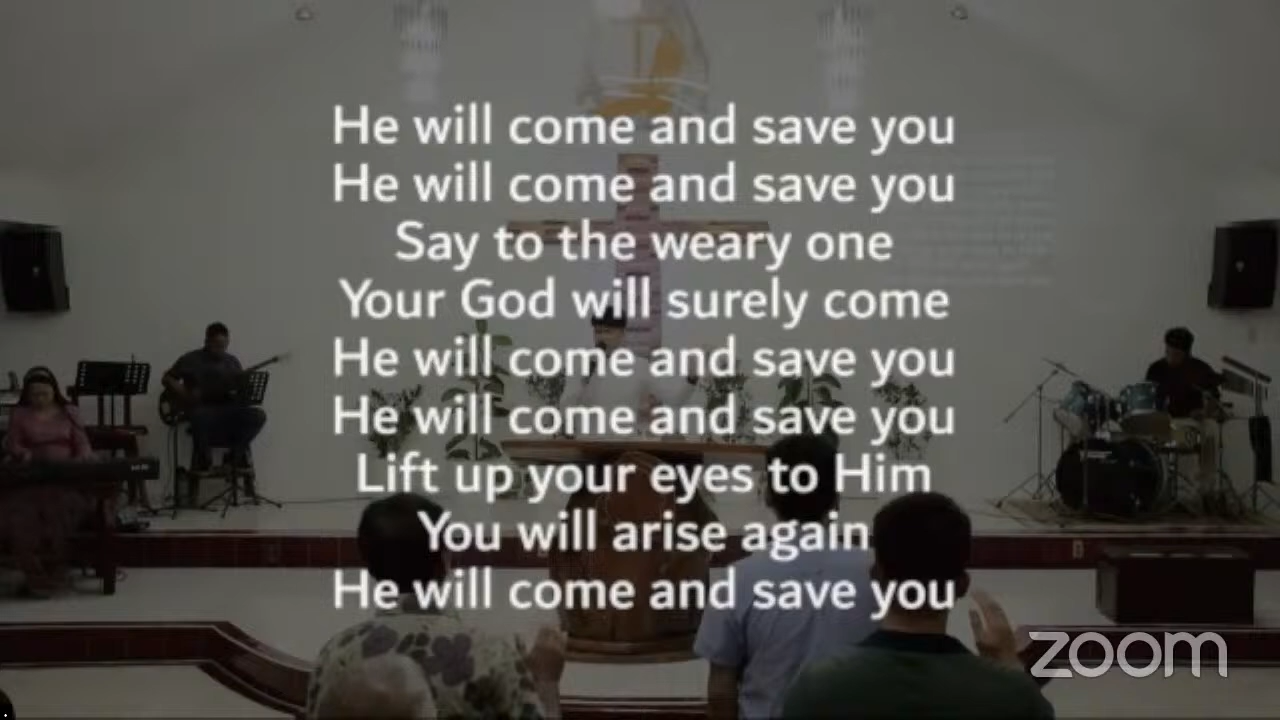 He will come and save you
He will come and save you
Say to the weary one
Your God will surely come
He will come and save you
He will come and save you
Lift up your eyes to Him
You will arise again
He will come and save you
zoom